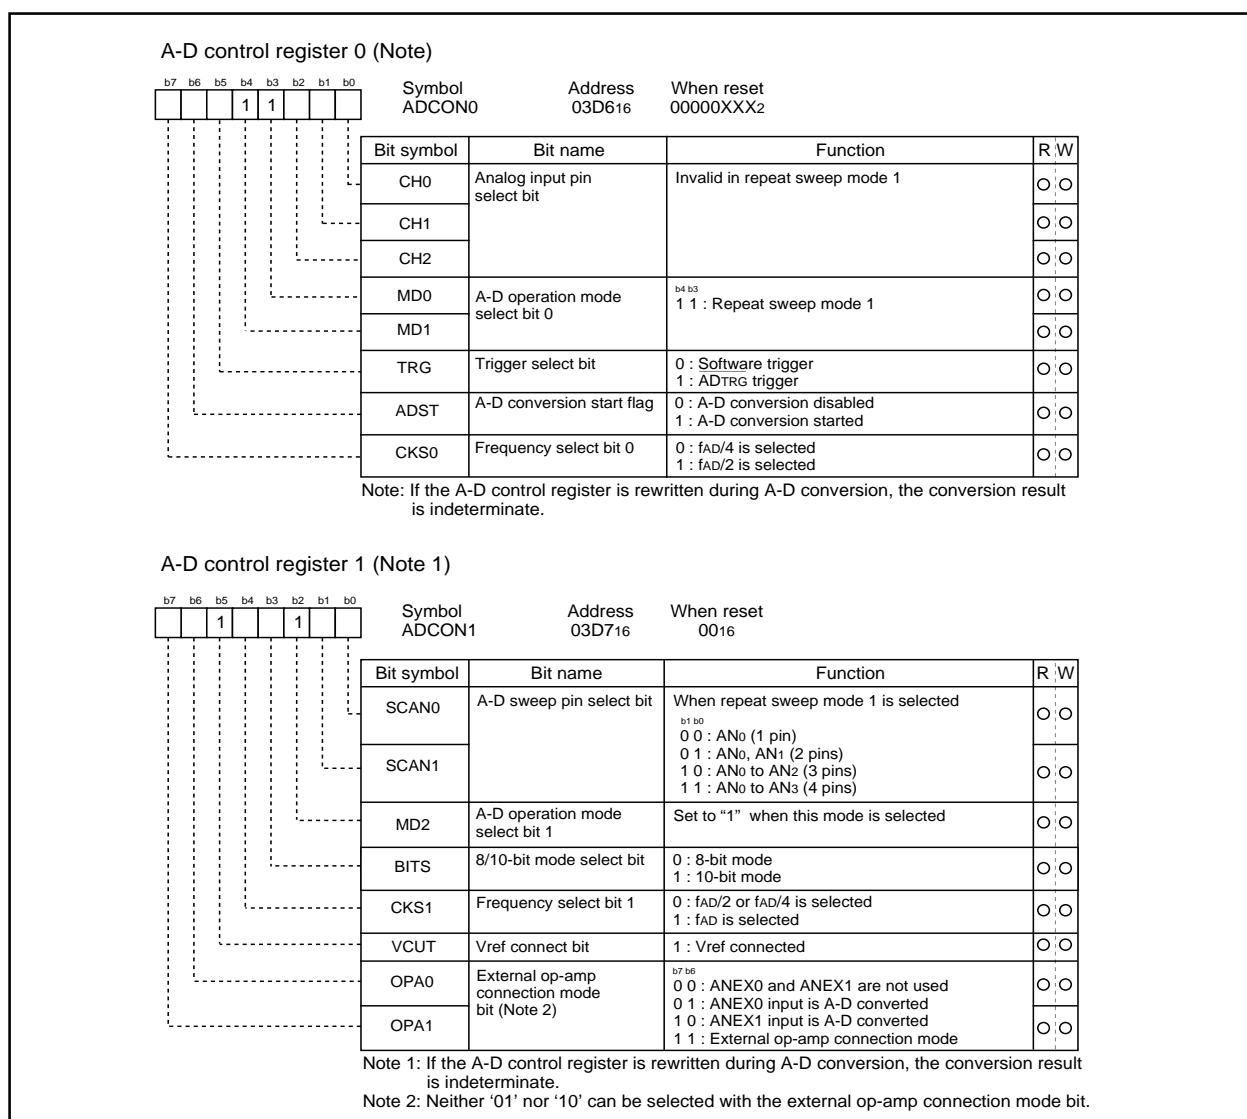 A-D control register 0 (Note)
b7 b6 b5 b4 b3 b2 b1 b0
1 1
Symbol Address When reset
ADCON0 03D616 00000XXX2
Bit symbol Bit name Function R W
CH0 Analog input pin select bit Invalid in repeat sweep mode 1
CH1
CH2
MD0 A-D operation mode select bit 0 b4 b3
1 1 : Repeat sweep mode 1
MD1
TRG Trigger select bit 0 : Software trigger
1 : ADTRG trigger
ADST A-D conversion start flag 0 : A-D conversion disabled
1 : A-D conversion started
CKS0 Frequency select bit 0 0 : fAD/4 is selected
1 : fAD/2 is selected
Note: If the A-D control register is rewritten during A-D conversion, the conversion result
is indeterminate.
A-D control register 1 (Note 1)
b7 b6 b5 b4 b3 b2 b1 b0
1 1
Symbol Address When reset
ADCON1 03D716 0016
Bit symbol Bit name Function R W
SCAN0 A-D sweep pin select bit When repeat sweep mode 1 is selected
b1 b0
0 0 : AN0 (1 pin)
0 1 : AN0, AN1 (2 pins)
SCAN1 1 0 : AN0 to AN2 (3 pins)
1 1 : AN0 to AN3 (4 pins)
MD2 A-D operation mode select bit 1 Set to “1” when this mode is selected
BITS 8/10-bit mode select bit 0 : 8-bit mode
1 : 10-bit mode
CKS1 Frequency select bit 1 0 : fAD/2 or fAD/4 is selected
1 : fAD is selected
VCUT Vref connect bit 1 : Vref connected
OPA0 External op-amp connection mode bit (Note 2) b7 b6
0 0 : ANEX0 and ANEX1 are not used
0 1 : ANEX0 input is A-D converted
OPA1 1 0 : ANEX1 input is A-D converted
1 1 : External op-amp connection mode
Note 1: If the A-D control register is rewritten during A-D conversion, the conversion result
is indeterminate.
Note 2: Neither ‘01’ nor ‘10’ can be selected with the external op-amp connection mode bit.